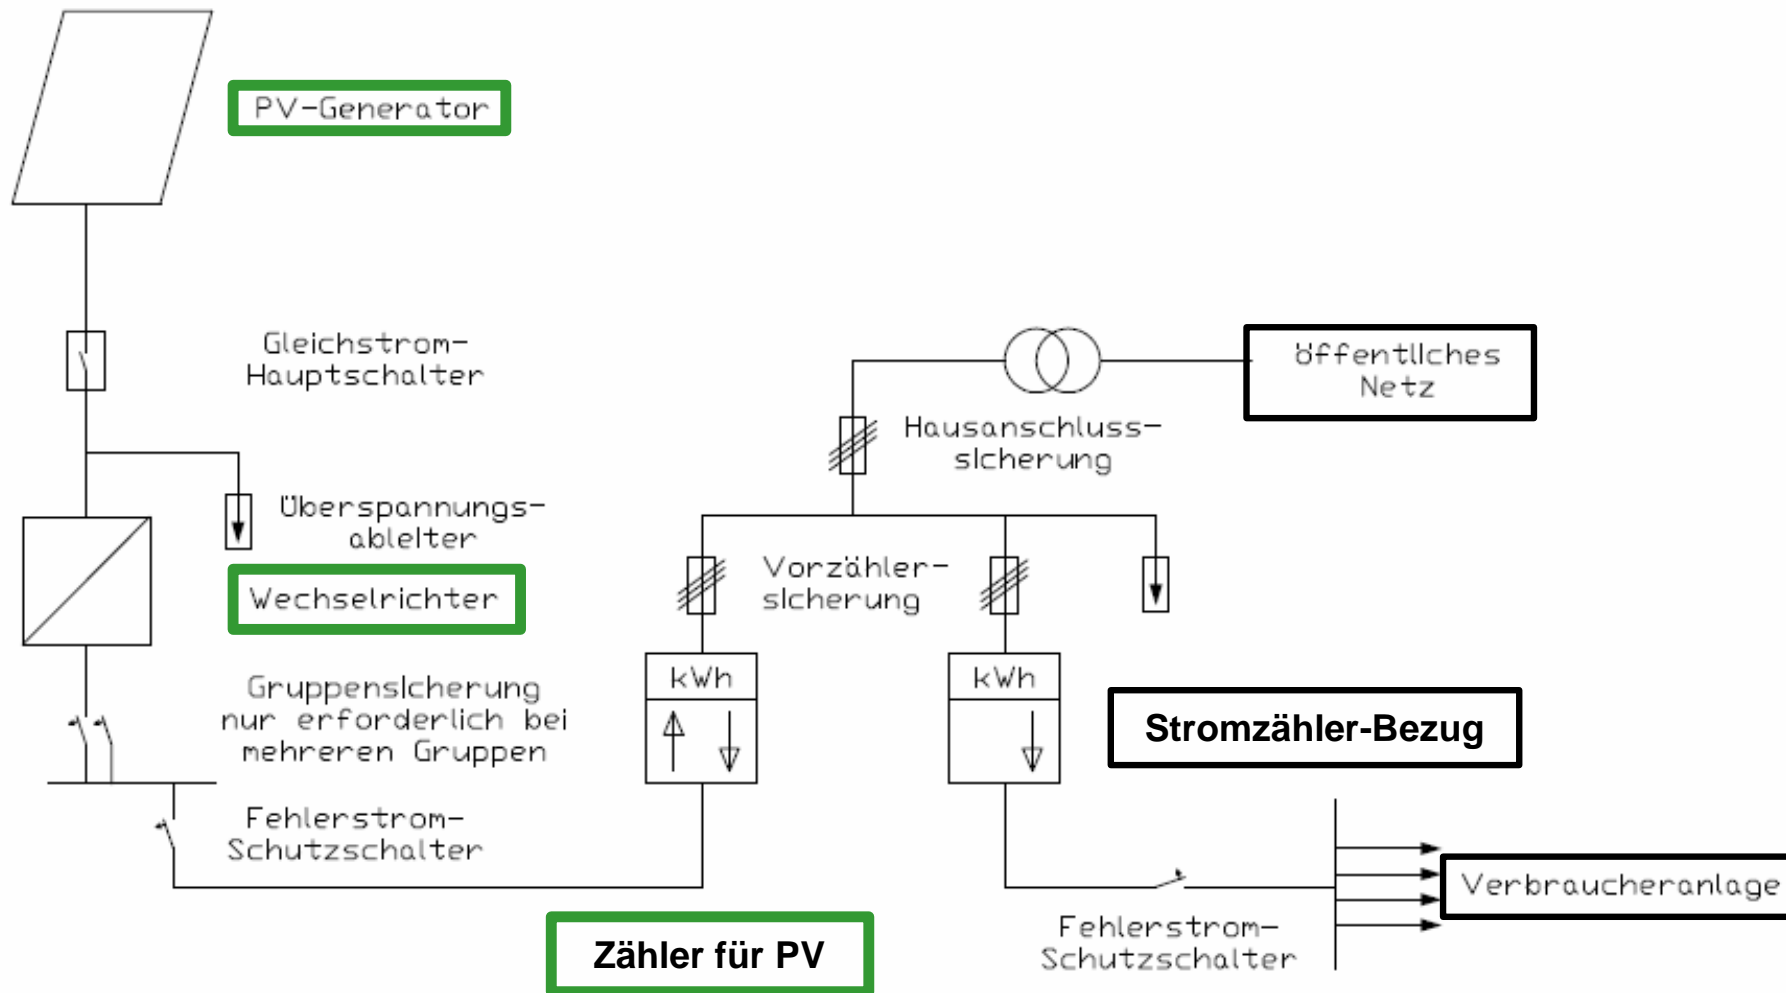 PV-Generator
Gleichstrom-
Hauptschalter
öffentliches
Netz
Hausanschluss-
sicherung
Überspannungs-
ableiter
Vorzähler-
sicherung
Wechselrichter
kWh
kWh
Gruppensicherung
nur erforderlich bei
mehreren Gruppen
Stromzähler-Bezug
Fehlerstrom-
Schutzschalter
Verbraucheranlage
Fehlerstrom-
Schutzschalter
Zähler für PV